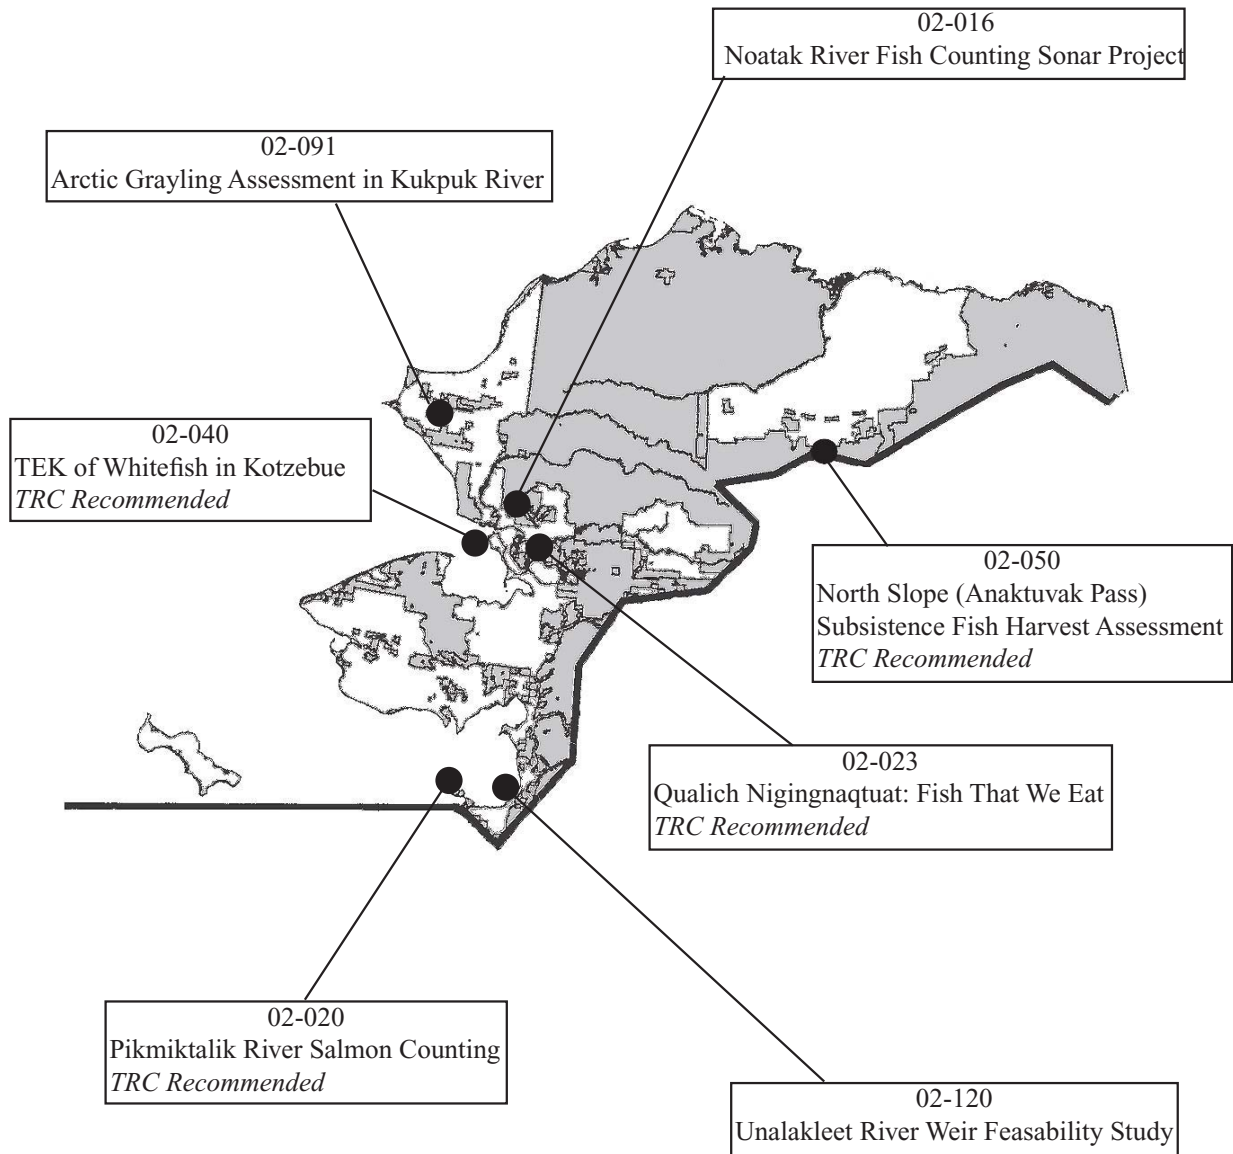 02-016
Noatak River Fish Counting Sonar Project
02-091
Arctic Grayling Assessment in Kukpuk River
02-040
TEK of Whitefish in Kotzebue
TRC Recommended
02-050
North Slope (Anaktuvak Pass)
Subsistence Fish Harvest Assessment
TRC Recommended
02-023
Qualich Nigingnaqtuat: Fish That We Eat
TRC Recommended
02-020
Pikmiktalik River Salmon Counting
TRC Recommended
02-120
Unalakleet River Weir Feasability Study